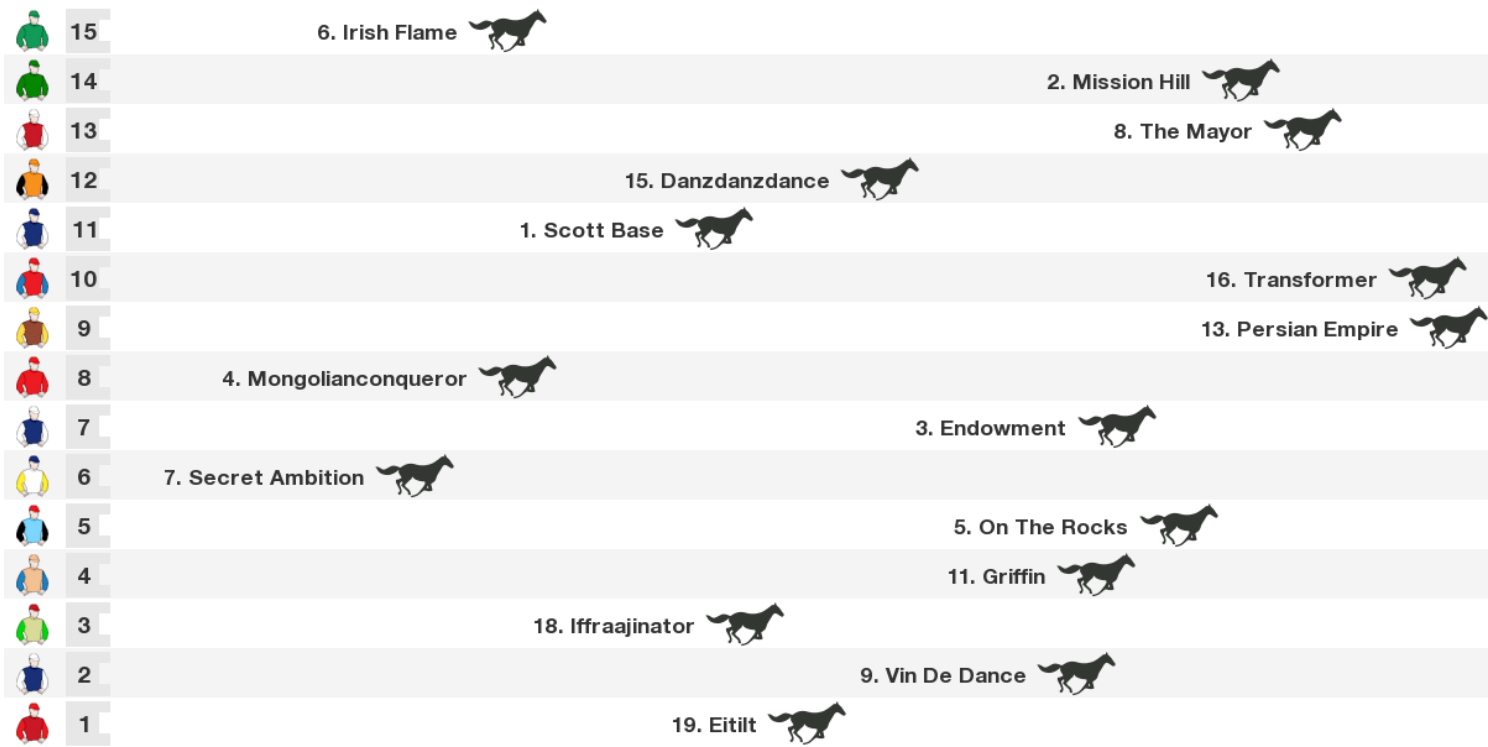 15 6. Irish Flame
14 2. Mission Hill
13 8. The Mayor
12 15. Danzdanzdance
11 1. Scott Base
10 16. Transformer
9 13. Persian Empire
8 4. Mongolianconqueror
7 3. Endowment
6 7. Secret Ambition
5 5. On The Rocks
4 11. Griffin
3 18. Iffraajinator
2 9. Vin De Dance
1 19. Eitilt